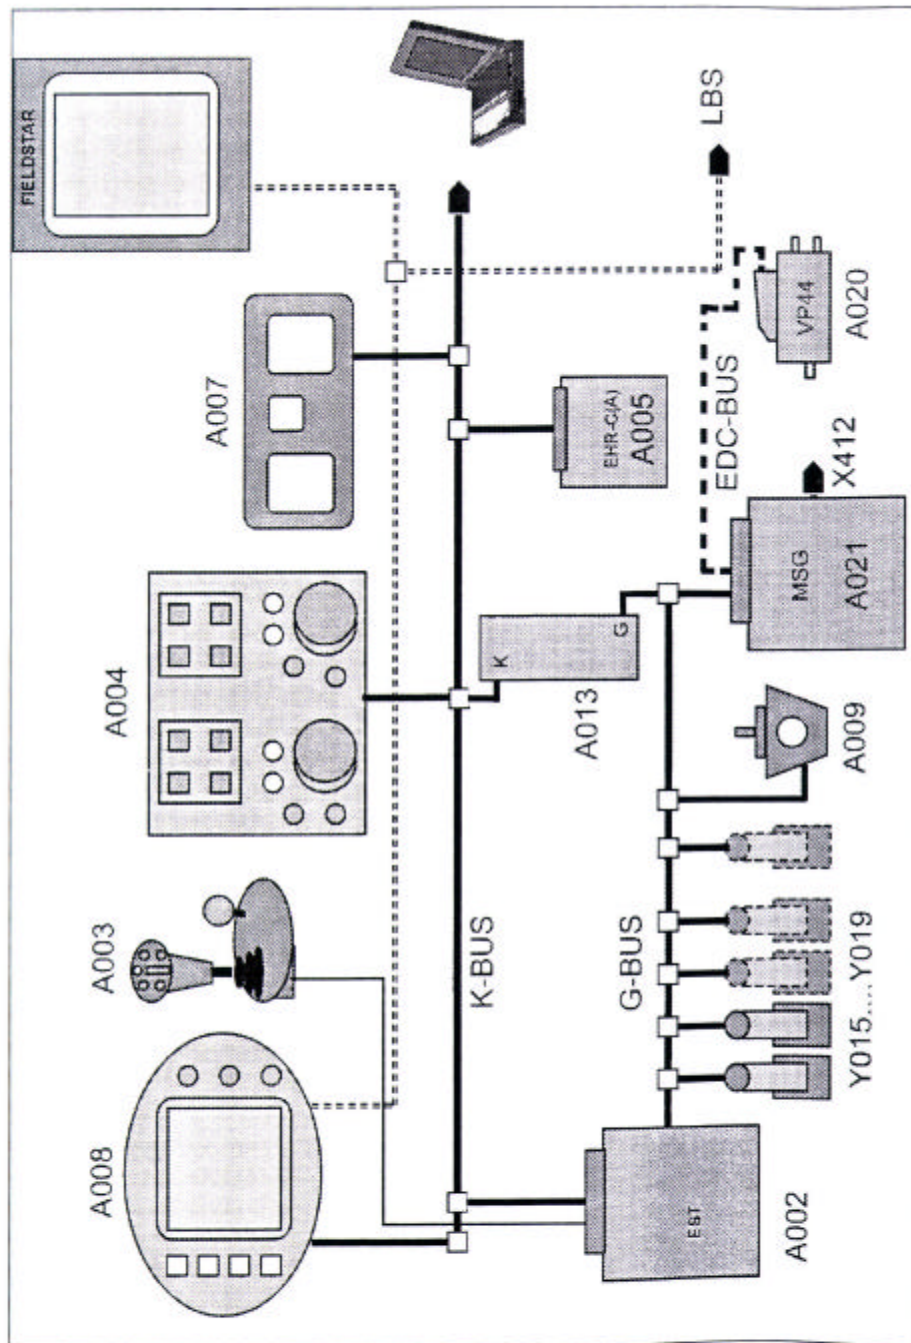 FIELDSTAR
A008
A003
A004
A007
K-BUS
LBS
G-BUS
K
G
A013
EHR-C(A)
A005
EDC-BUS
EST
A002
Y015....Y019
A009
MSG
A021
X412
VP44
A020